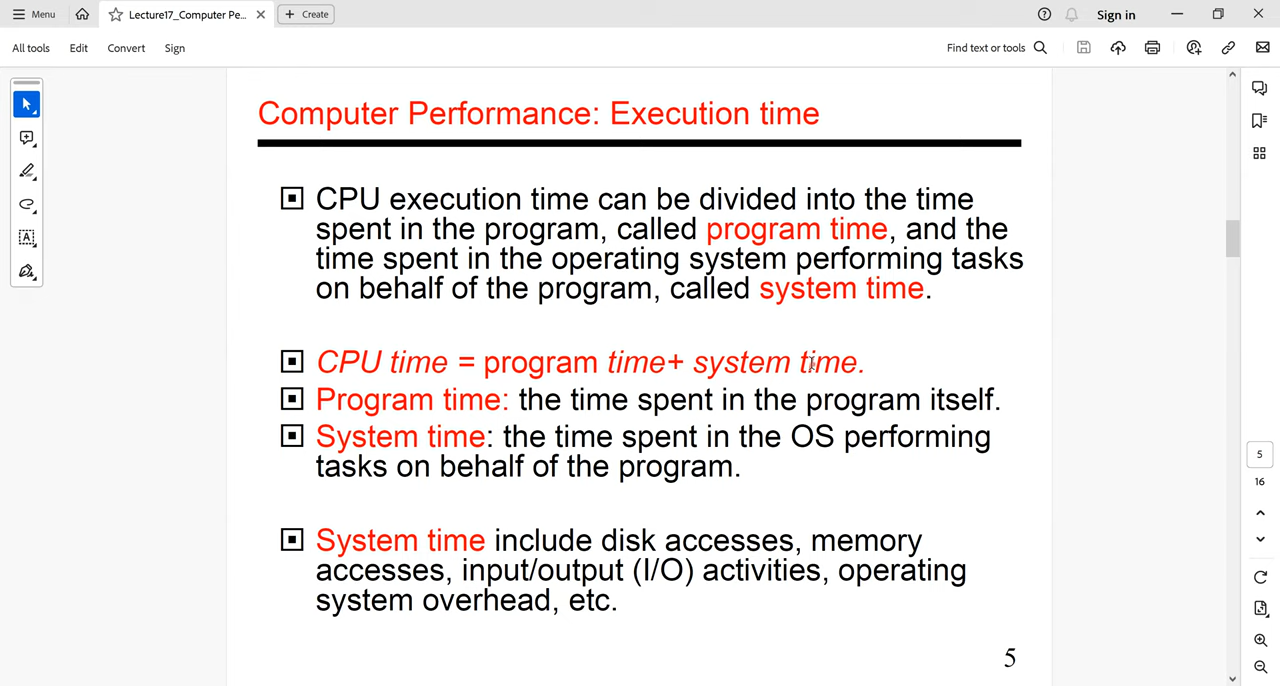 Menu
Lecture17_Computer Pe...
Create
Sign in
All tools
Edit
Convert
Sign
Find text or tools
Computer Performance: Execution time
CPU execution time can be divided into the time
spent in the program, called program time, and the
time spent in the operating system performing tasks
on behalf of the program, called system time.
CPU time = program time+ system time.
Program time: the time spent in the program itself.
System time: the time spent in the OS performing
tasks on behalf of the program.
System time include disk accesses, memory
accesses, input/output (I/O) activities, operating
system overhead, etc.
5
5
16